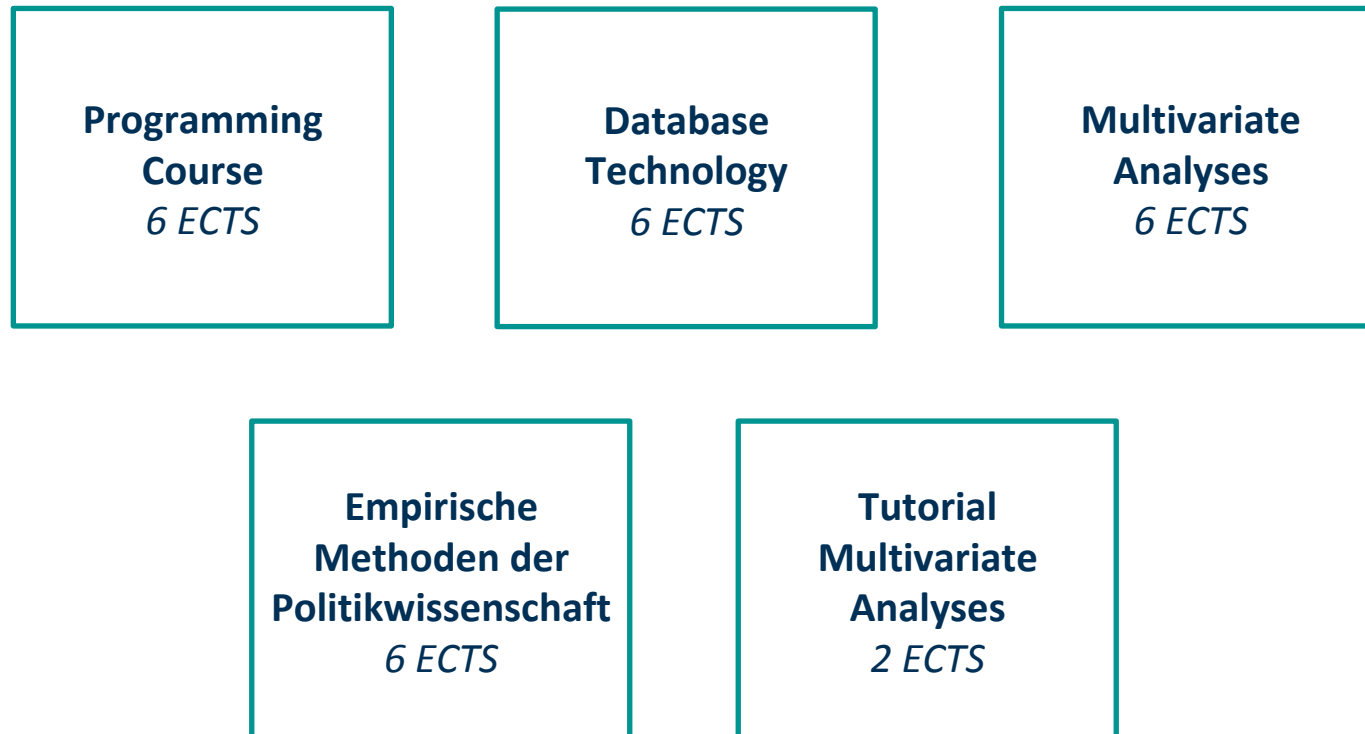 Programming
Course
6 ECTS
Database
Technology
6 ECTS
Multivariate
Analyses
6 ECTS
Empirische
Methoden der
Politikwissenschaft
6 ECTS
Tutorial
Multivariate
Analyses
2 ECTS